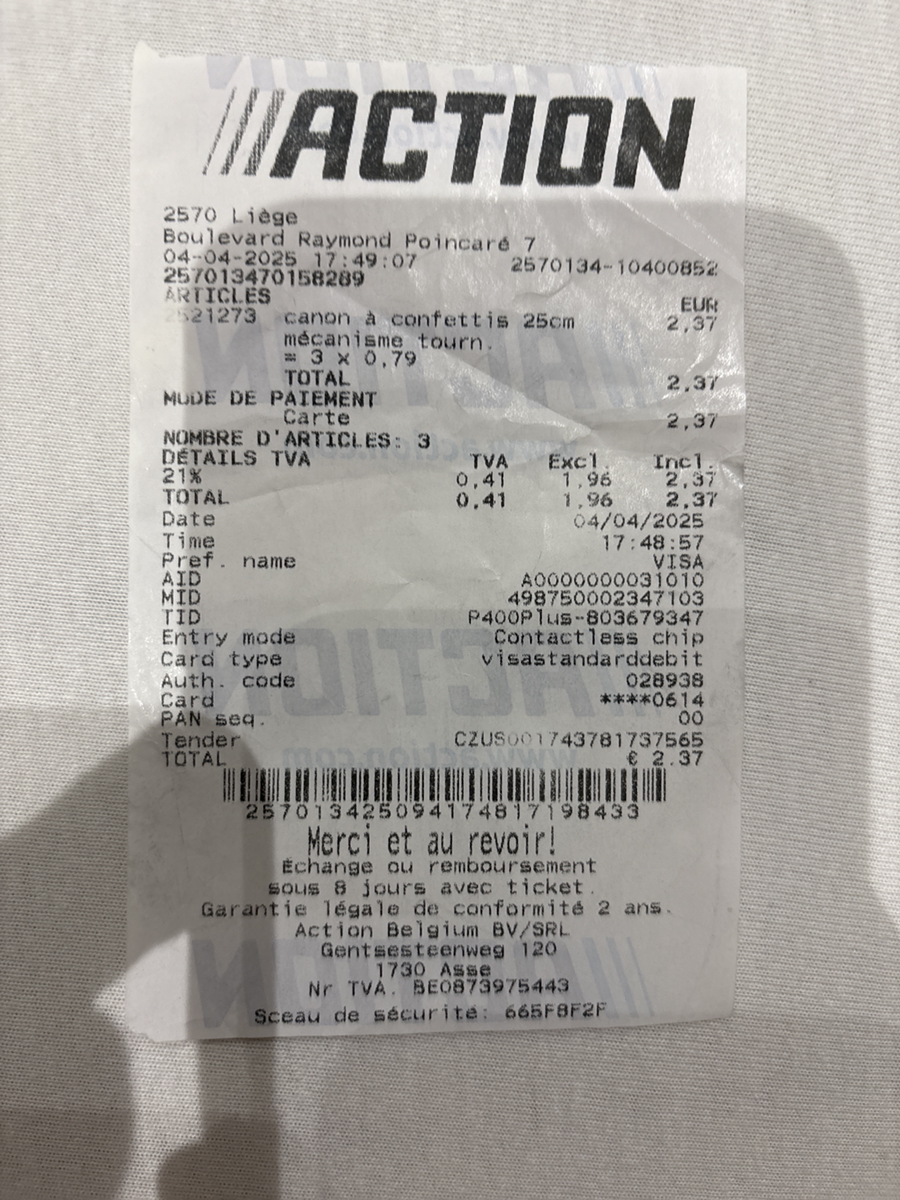 ACTION
2570 Liège
Boulevard Raymond Poincaré 7
04-04-2025 17:49:07 2570134-10400852
257013470158289
ARTICLES EUR
2521273 canon à confettis 25cm 2,37
mécanisme tourn.
= 3 x 0,79
TOTAL 2,37
MODE DE PAIEMENT
Carte 2,37
NOMBRE D'ARTICLES: 3
DÉTAILS TVA TVA Excl. Incl.
21% 0,41 1,96 2,37
TOTAL 0,41 1,96 2,37
Date 04/04/2025
Time 17:48:57
Pref. name VISA
AID A0000000031010
MID 498750002347103
TID P400Plus-803679347
Entry mode Contactless chip
Card type visastandarddebit
Auth. code 028938
Card ****0614
PAN seq. 00
Tender CZUS001743781737565
TOTAL € 2.37
257013425094174817198433
Merci et au revoir!
Échange ou remboursement
sous 8 jours avec ticket.
Garantie légale de conformité 2 ans.
Action Belgium BV/SRL
Gentsesteenweg 120
1730 Asse
Nr TVA. BE0873975443
Sceau de sécurité: 665F8F2F